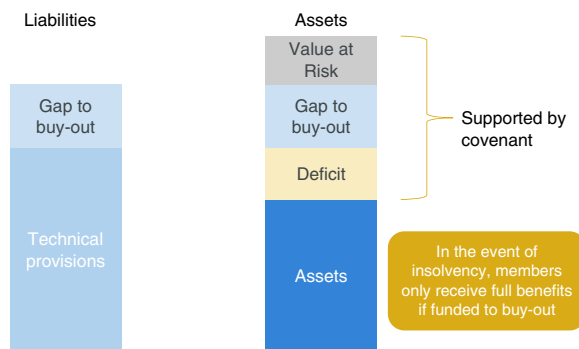 Liabilities
Assets
Value at
Risk
Gap to
buy-out
Gap to
buy-out
Supported by
covenant
Deficit
Technical
provisions
Assets
In the event of
insolvency, members
only receive full benefits
if funded to buy-out